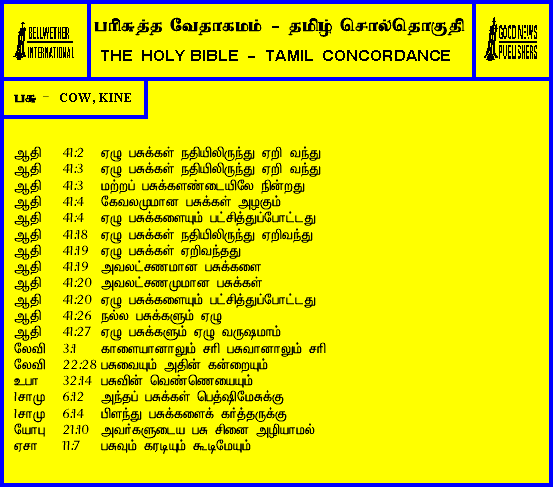 BELLWETHER
INTERNATIONAL
பரிசுத்த வேதாகமம் - தமிழ் சொல்தொகுதி
THE HOLY BIBLE - TAMIL CONCORDANCE
GOOD NEWS
PUBLISHERS
பசு - COW, KINE
ஆதி 41:2 ஏழு பசுக்கள் நதியிலிருந்து ஏறி வந்து
ஆதி 41:3 ஏழு பசுக்கள் நதியிலிருந்து ஏறி வந்து
ஆதி 41:3 மற்றப் பசுக்களண்டையிலே நின்றது
ஆதி 41:4 கேவலமுமான பசுக்கள் அழகும்
ஆதி 41:4 ஏழு பசுக்களையும் பட்சித்துப்போட்டது
ஆதி 41:18 ஏழு பசுக்கள் நதியிலிருந்து ஏறிவந்து
ஆதி 41:19 ஏழு பசுக்கள் ஏறிவந்தது
ஆதி 41:19 அவலட்சணமான பசுக்களை
ஆதி 41:20 அவலட்சணமுமான பசுக்கள்
ஆதி 41:20 ஏழு பசுக்களையும் பட்சித்துப்போட்டது
ஆதி 41:26 நல்ல பசுக்களும் ஏழு
ஆதி 41:27 ஏழு பசுக்களும் ஏழு வருஷமாம்
லேவி 3:1 காளையானாலும் சரி பசுவானாலும் சரி
லேவி 22:28 பசுவையும் அதின் கன்றையும்
உபா 32:14 பசுவின் வெண்ணெயையும்
1சாமு 6:12 அந்தப் பசுக்கள் பெத்ஷிமேசுக்கு
1சாமு 6:14 பிளந்து பசுக்களைக் கர்த்தருக்கு
யோபு 21:10 அவர்களுடைய பசு சினை அழியாமல்
ஏசா 11:7 பசுவும் கரடியும் கூடிமேயும்